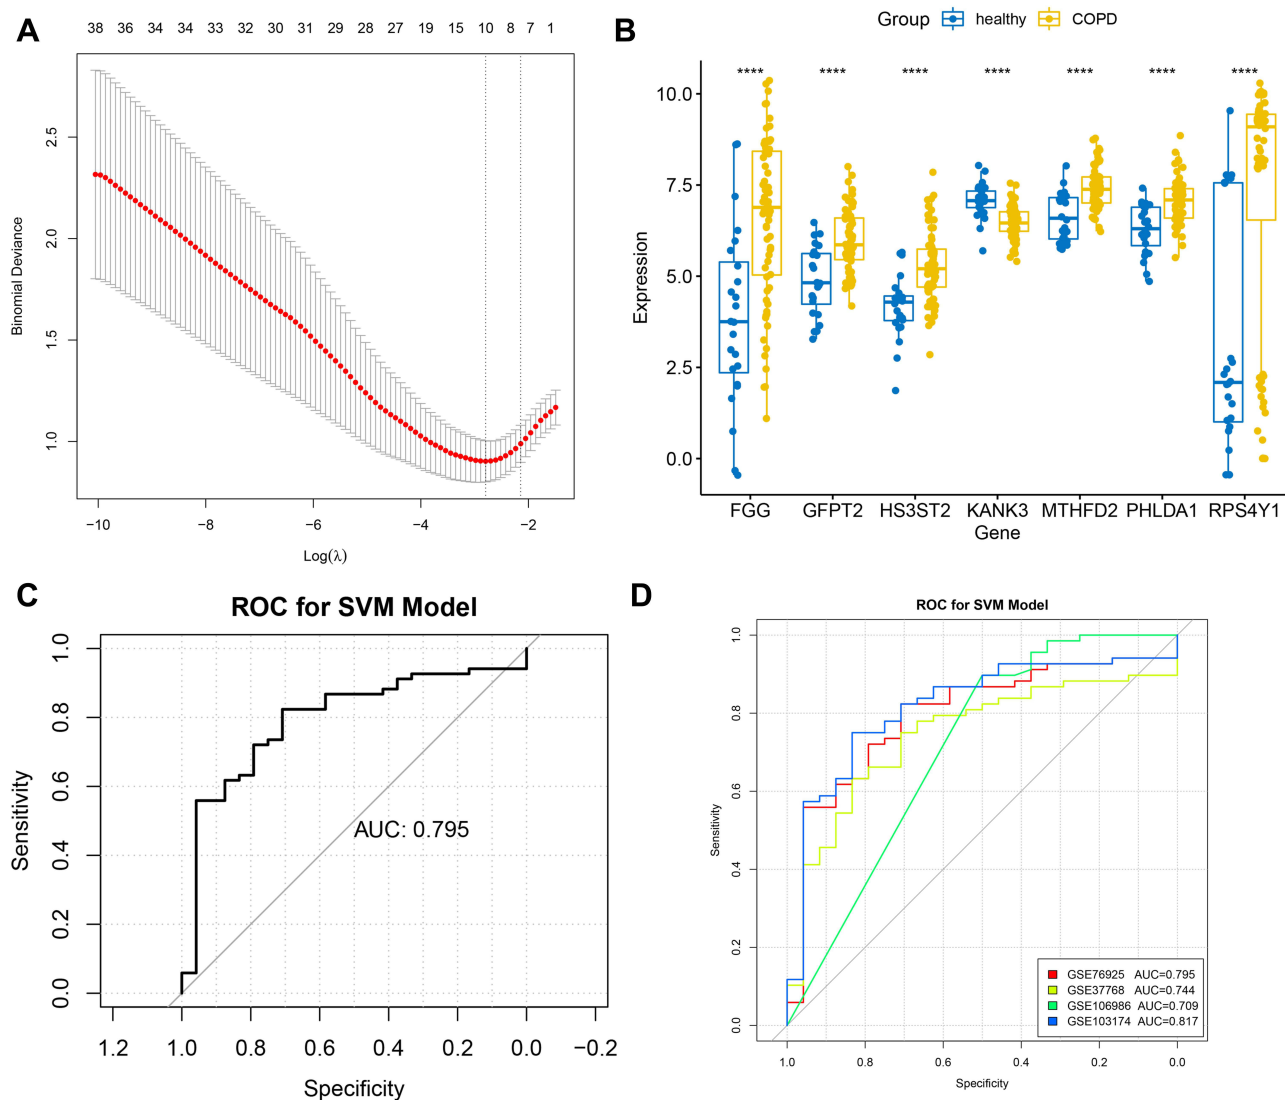 A
38 36 34 34 33 32 30 29 28 27 19 15 10 8 7 1
Binomial Deviance
2.5
2.0
1.5
1.0
−10 −8 −6 −4 −2
Log(λ)
B
Group healthy COPD
**** **** **** **** **** **** ****
Expression
10.0
7.5
5.0
2.5
0.0
FGG GFPT2 HS3ST2 KANK3 MTHFD2 PHLDA1 RPS4Y1
Gene
C
ROC for SVM Model
Sensitivity
1.0
0.8
0.6
0.4
0.2
0.0
AUC: 0.795
1.2 1.0 0.8 0.6 0.4 0.2 0.0 −0.2
Specificity
D
ROC for SVM Model
Sensitivity
1.0
0.8
0.6
0.4
0.2
0.0
GSE76925 AUC=0.795
GSE37768 AUC=0.744
GSE106986 AUC=0.709
GSE103174 AUC=0.817
1.0 0.8 0.6 0.4 0.2 0.0
Specificity